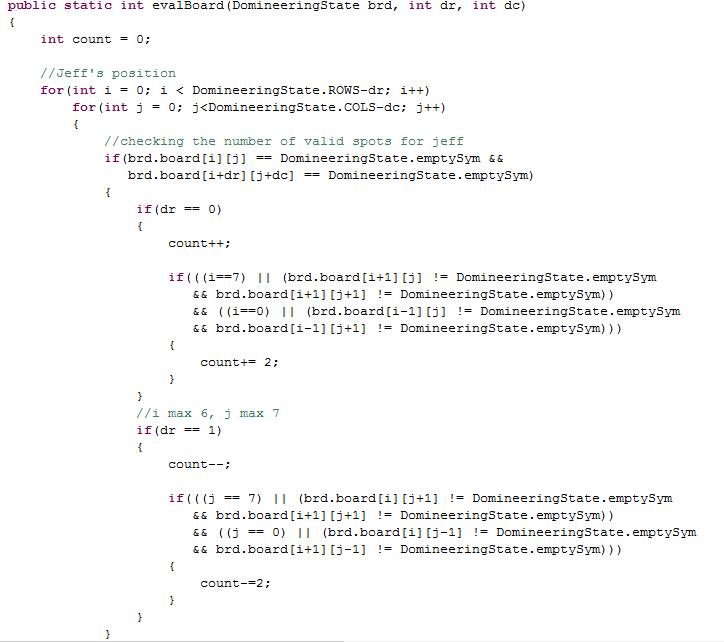 public static int evalBoard(DomineeringState brd, int dr, int dc)
{
    int count = 0;

    //Jeff's position
    for(int i = 0; i < DomineeringState.ROWS-dr; i++)
        for(int j = 0; j<DomineeringState.COLS-dc; j++)
        {
            //checking the number of valid spots for jeff
            if(brd.board[i][j] == DomineeringState.emptySym &&
               brd.board[i+dr][j+dc] == DomineeringState.emptySym)
            {
                if(dr == 0)
                {
                    count++;

                    if(((i==7) || (brd.board[i+1][j] != DomineeringState.emptySym
                       && brd.board[i+1][j+1] != DomineeringState.emptySym))
                       && ((i==0) || (brd.board[i-1][j] != DomineeringState.emptySym
                       && brd.board[i-1][j+1] != DomineeringState.emptySym)))
                    {
                        count+= 2;
                    }
                }
                //i max 6, j max 7
                if(dr == 1)
                {
                    count--;

                    if(((j == 7) || (brd.board[i][j+1] != DomineeringState.emptySym
                       && brd.board[i+1][j+1] != DomineeringState.emptySym))
                       && ((j == 0) || (brd.board[i][j-1] != DomineeringState.emptySym
                       && brd.board[i+1][j-1] != DomineeringState.emptySym)))
                    {
                        count-=2;
                    }
                }
            }